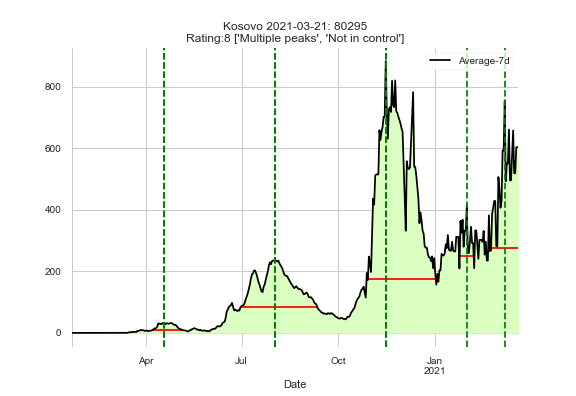 Kosovo 2021-03-21: 80295
Rating:8 ['Multiple peaks', 'Not in control']
Average-7d
800
600
400
200
0
Apr
Jul
Oct
Jan
2021
Date